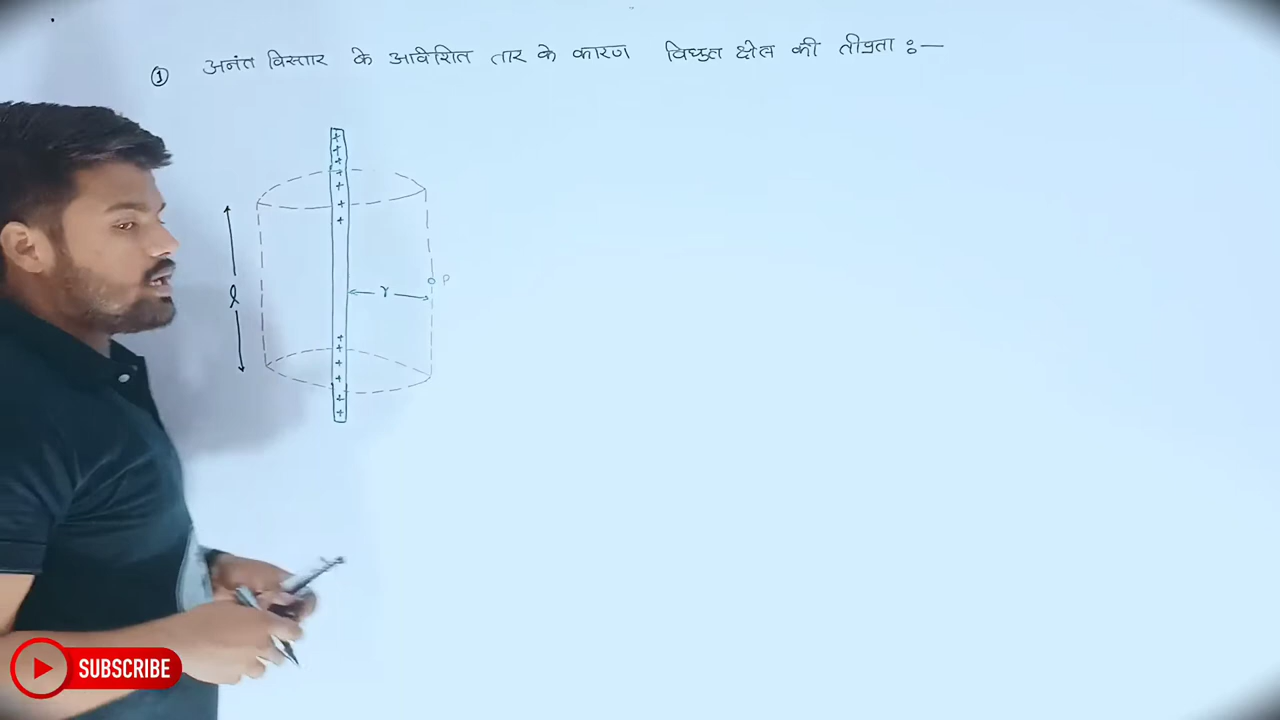 ① अनंत विस्तार के आवेशित तार के कारण विद्युत क्षेत्र की तीव्रता :—
l
r
P
SUBSCRIBE